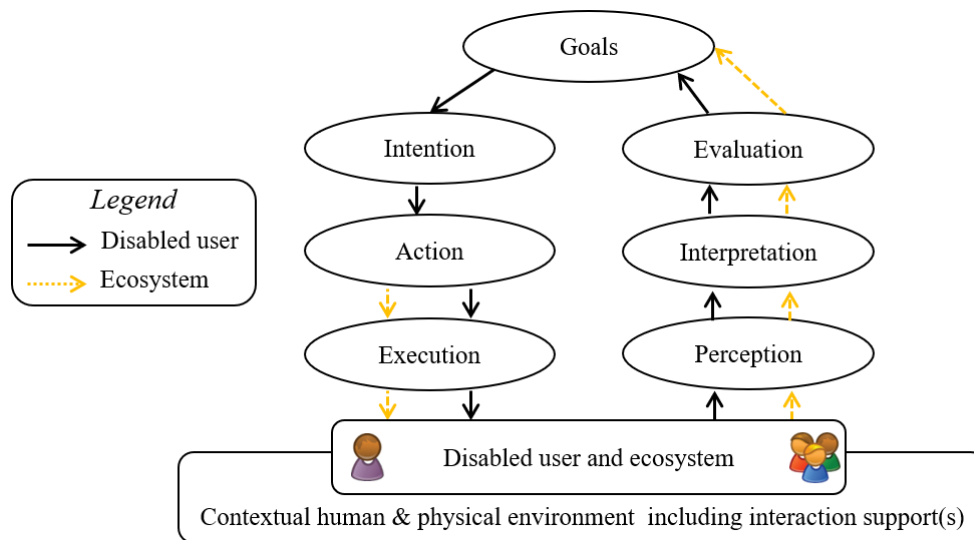 Goals
Intention
Evaluation
Legend
Disabled user
Ecosystem
Action
Interpretation
Execution
Perception
Disabled user and ecosystem
Contextual human & physical environment including interaction support(s)